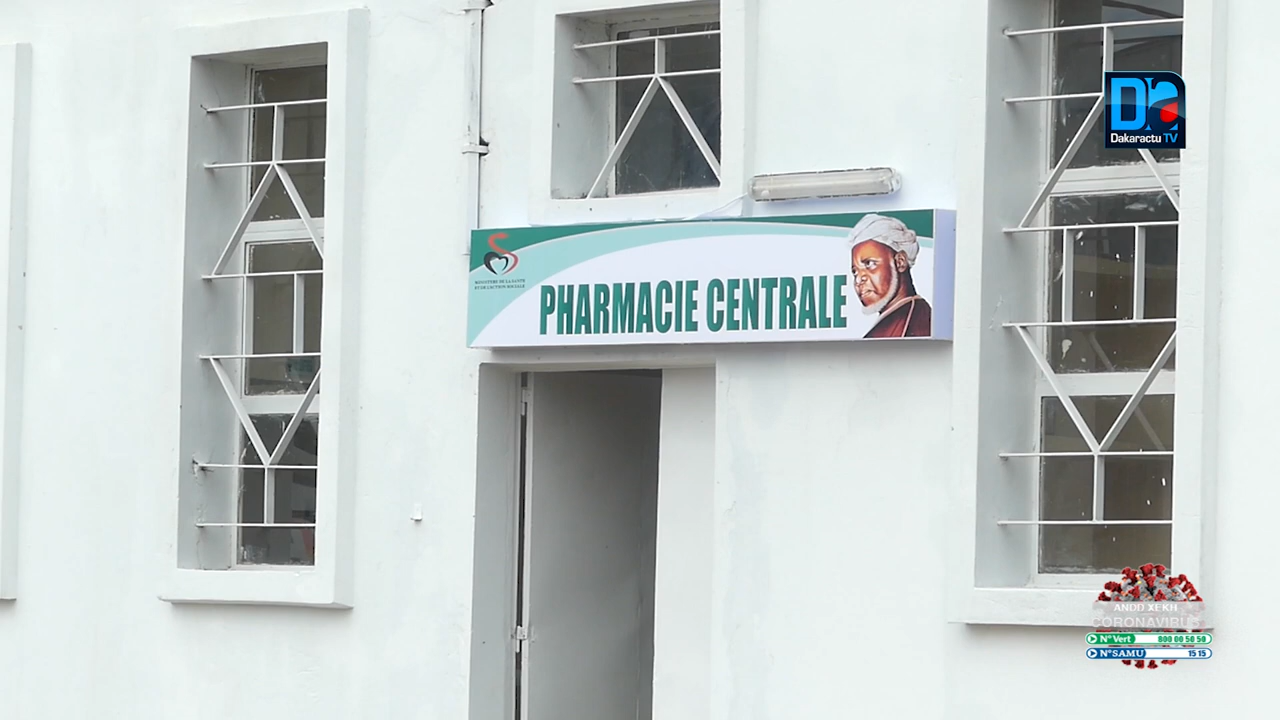 Dakaractu TV
MINISTERE DE LA SANTE
ET DE L'ACTION SOCIALE
PHARMACIE CENTRALE
ANDD XEKH
CORONAVIRUS
N° Vert 800 00 50 50
N°SAMU 15 15